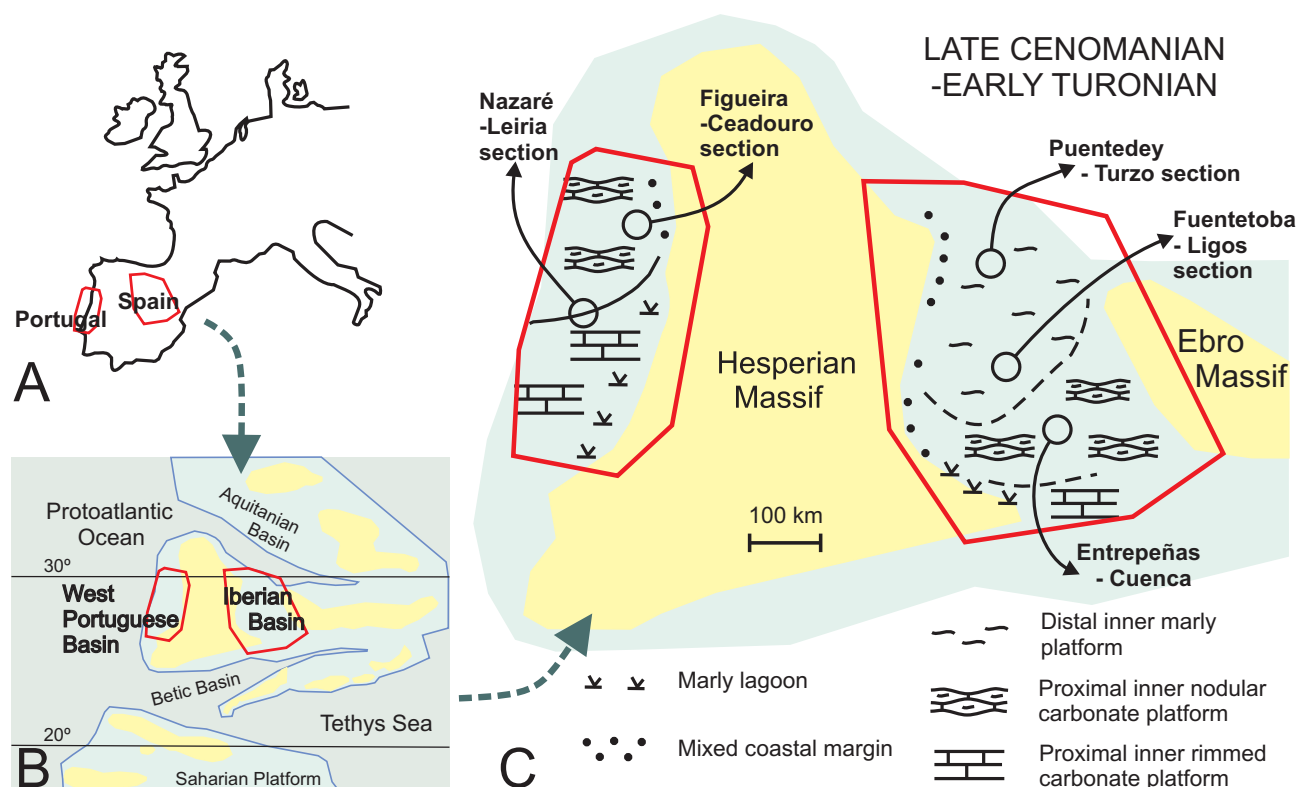 LATE CENOMANIAN
-EARLY TURONIAN
Nazaré
-Leiria
section
Figueira
-Ceadouro
section
Puentedey
- Turzo section
Fuentetoba
- Ligos
section
Portugal
Spain
A
Hesperian
Massif
Ebro
Massif
100 km
Entrepeñas
- Cuenca
C
Protoatlantic
Ocean
Aquitanian
Basin
30º
West
Portuguese
Basin
Iberian
Basin
Betic Basin
Tethys Sea
20º
Saharian Platform
B
Marly lagoon
Mixed coastal margin
Distal inner marly
platform
Proximal inner nodular
carbonate platform
Proximal inner rimmed
carbonate platform